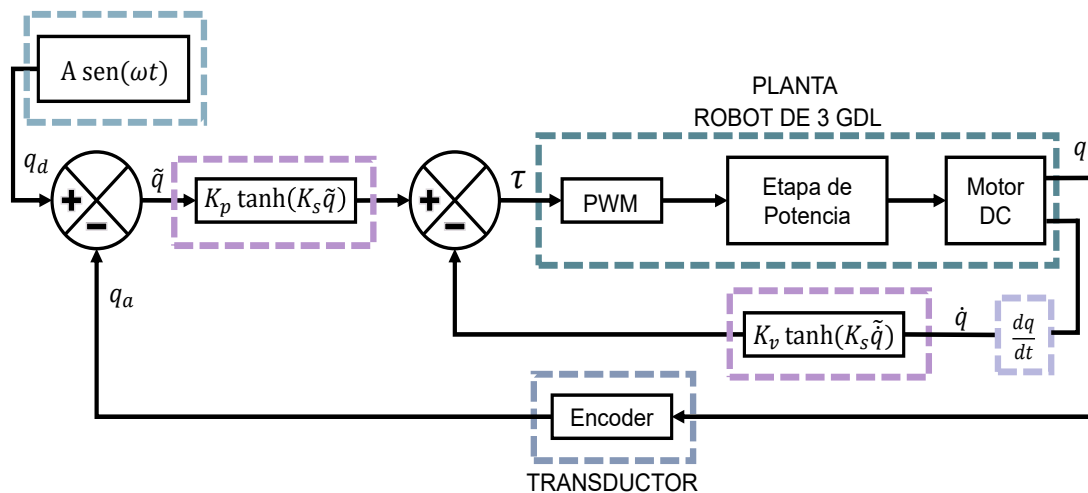 A sen(ωt)
PLANTA
ROBOT DE 3 GDL
q_d
q̃
K_p tanh(K_s q̃)
τ
PWM
Etapa de
Potencia
Motor
DC
q
+
−
+
−
q_a
K_v tanh(K_s q̃̇)
q̇
dq
dt
Encoder
TRANSDUCTOR